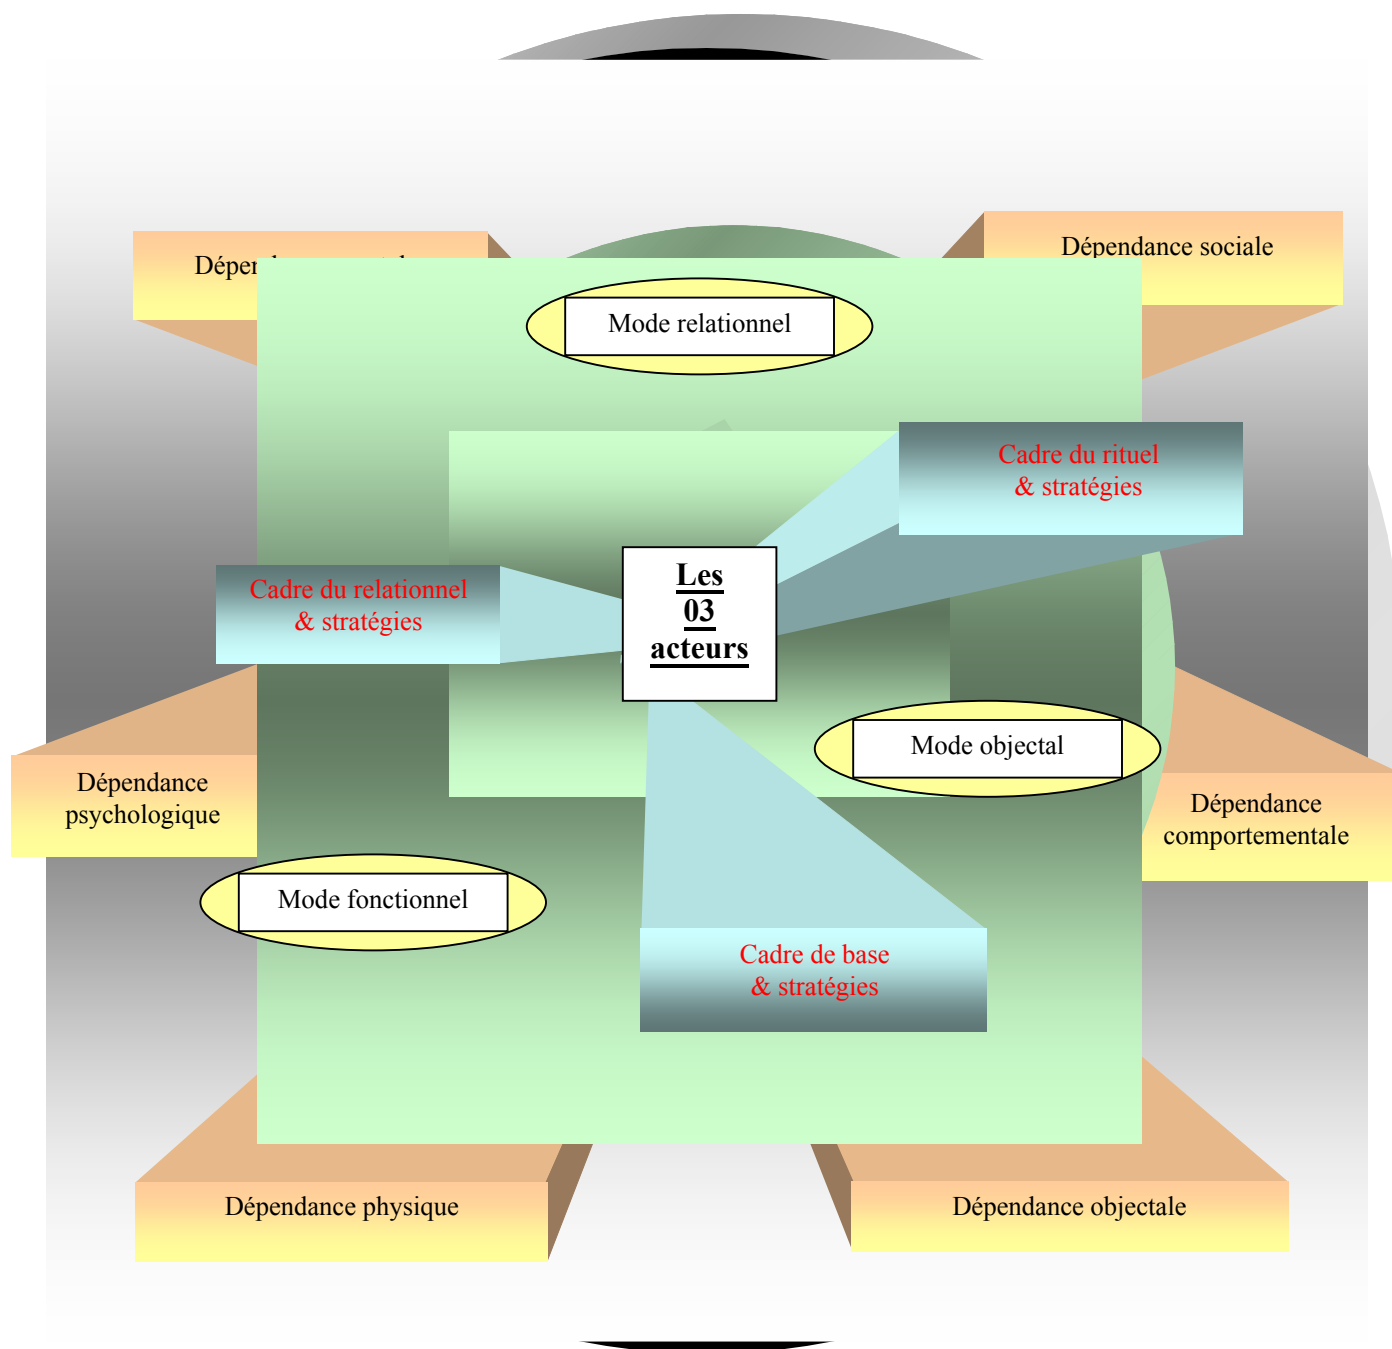 Dépendance sociale
Mode relationnel
Cadre du rituel
& stratégies
Les
03
acteurs
Cadre du relationnel
& stratégies
Mode objectal
Dépendance
psychologique
Dépendance
comportementale
Mode fonctionnel
Cadre de base
& stratégies
Dépendance physique
Dépendance objectale